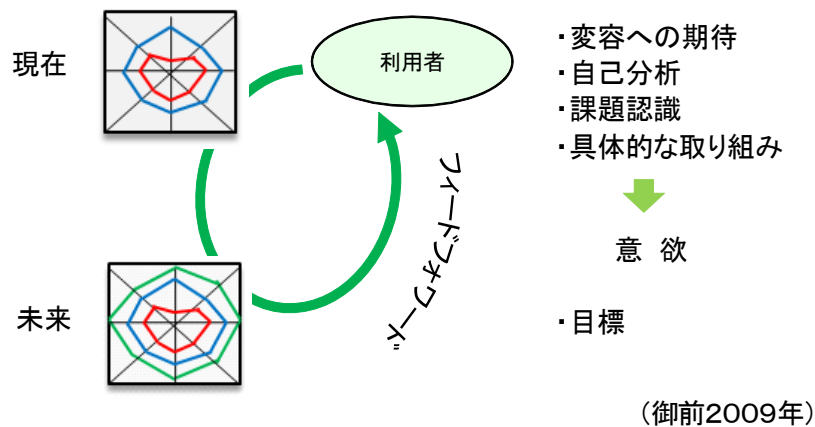 現在
利用者
・変容への期待
・自己分析
・課題認識
・具体的な取り組み
フィードフォワード
意 欲
未来
・目標
（御前2009年）